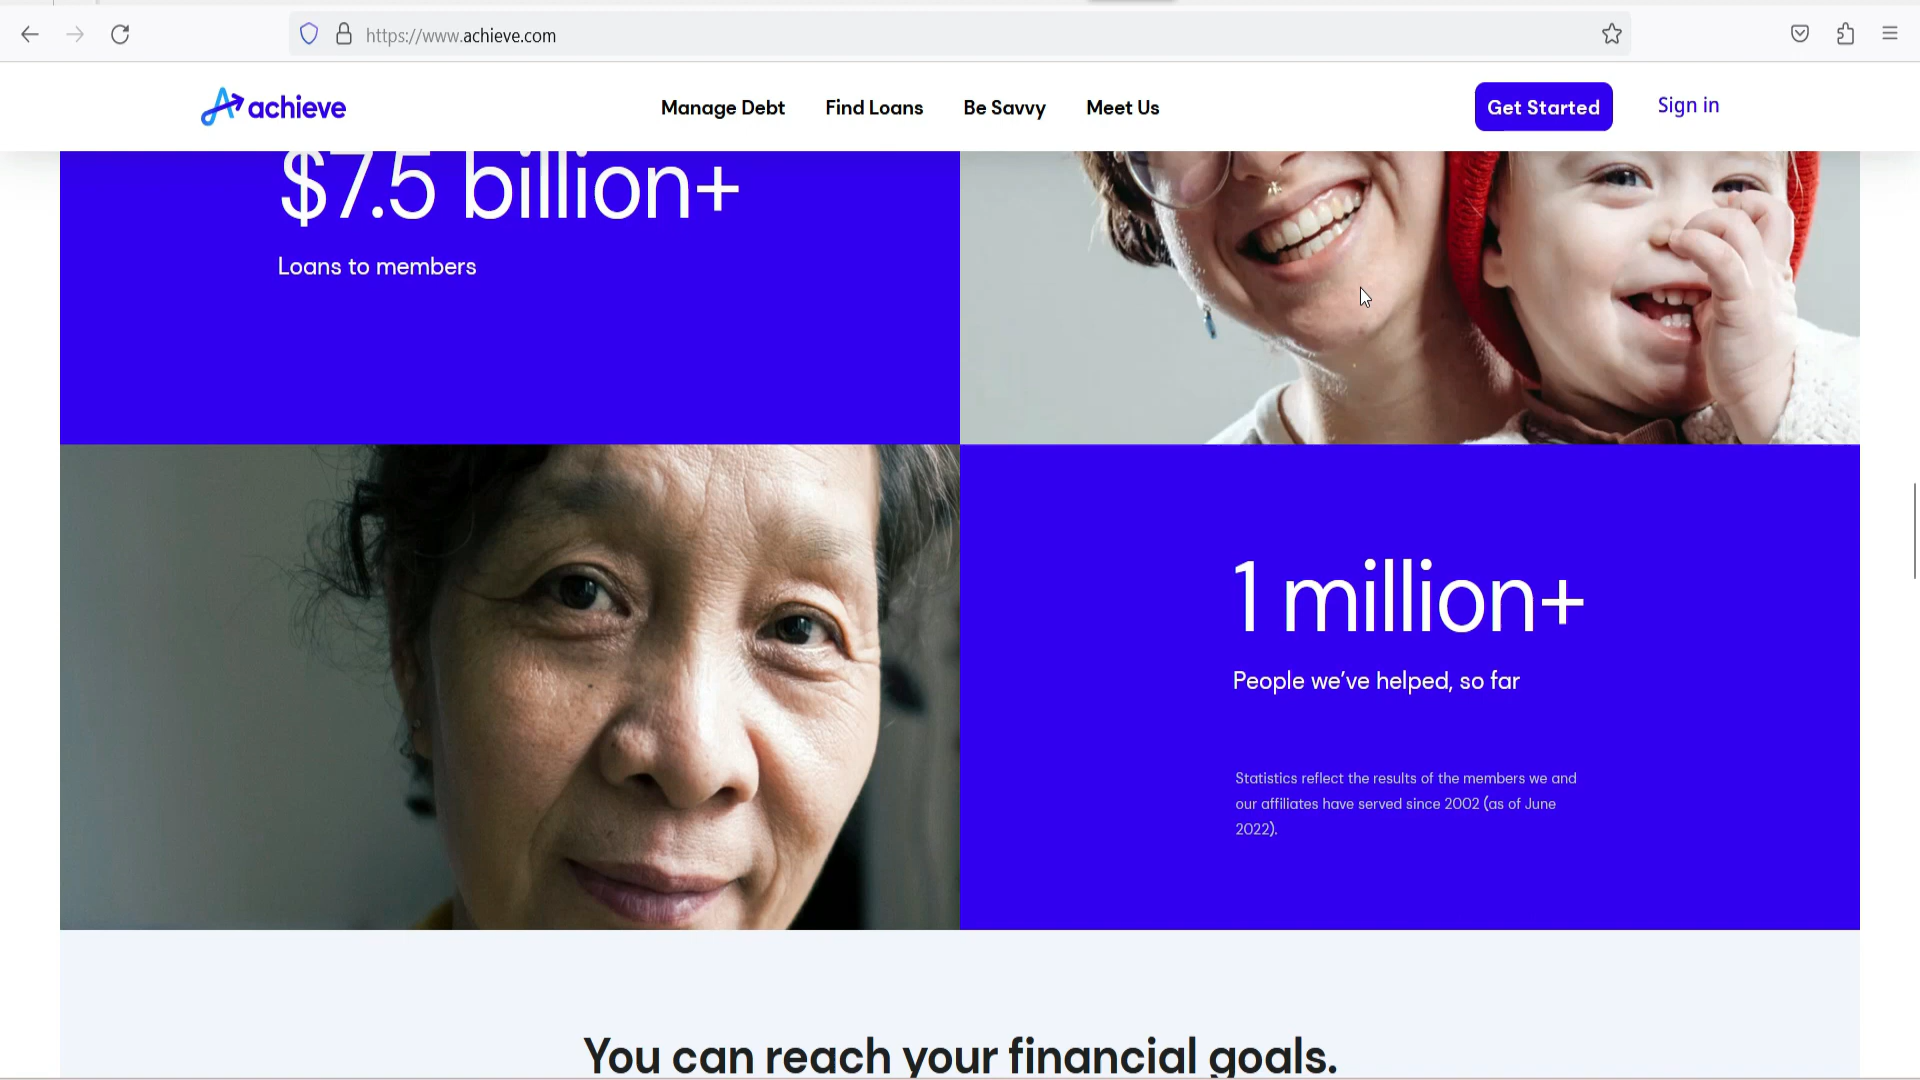 https://www.achieve.com
achieve
Manage Debt
Find Loans
Be Savvy
Meet Us
Get Started
Sign in
$7.5 billion+
Loans to members
1 million+
People we’ve helped, so far
Statistics reflect the results of the members we and
our affiliates have served since 2002 (as of June
2022).
You can reach your financial goals.